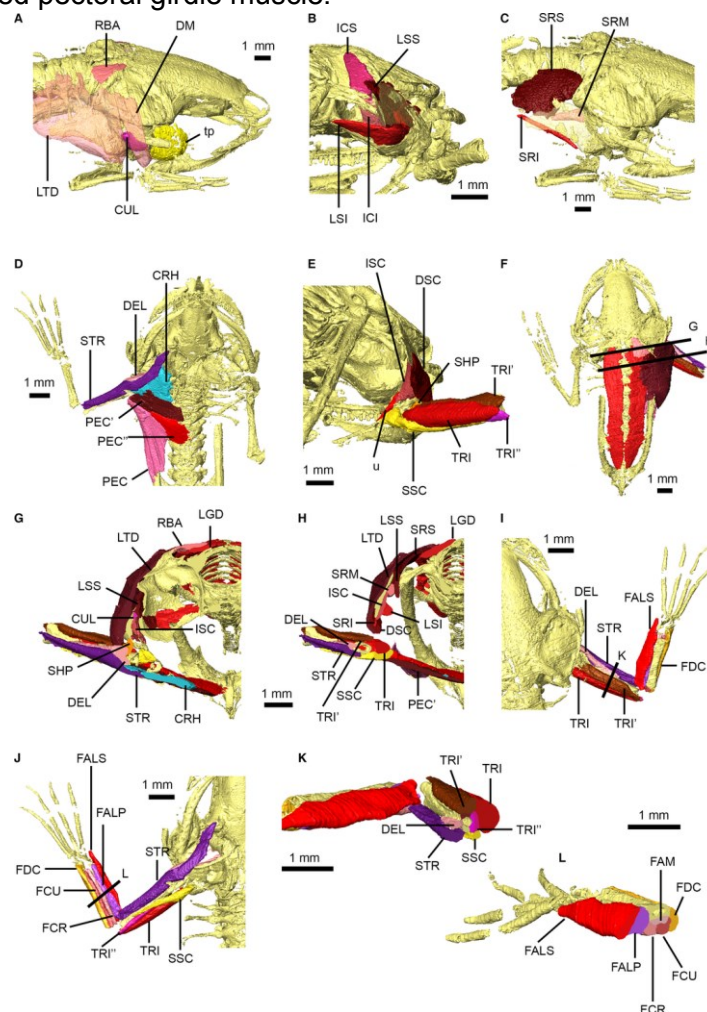 ed pectoral girdle muscle.
A RBA DM 1 mm
tp
LTD CUL
B ICS LSS
LSI ICI 1 mm
C SRS SRM
SRI 1 mm
D CRH
DEL
STR
1 mm
PEC'
PEC''
PEC
E ISC DSC
SHP
TRI'
1 mm u SSC TRI TRI''
F
G
1 mm
G RBA LGD
LTD
LSS
CUL
ISC
SHP
DEL STR CRH
H LSS SRS LGD
LTD
SRM
ISC
DEL SRI DSC LSI
STR
TRI' SSC TRI PEC'
I 1 mm
DEL FALS
STR
K
FDC
TRI TRI'
J FALS
1 mm
FALP
STR
FDC
FCU L
FCR
TRI'' TRI SSC
K TRI' TRI
DEL TRI''
STR SSC
1 mm
1 mm
L FAM
FDC
FALS FALP FCU
FCR